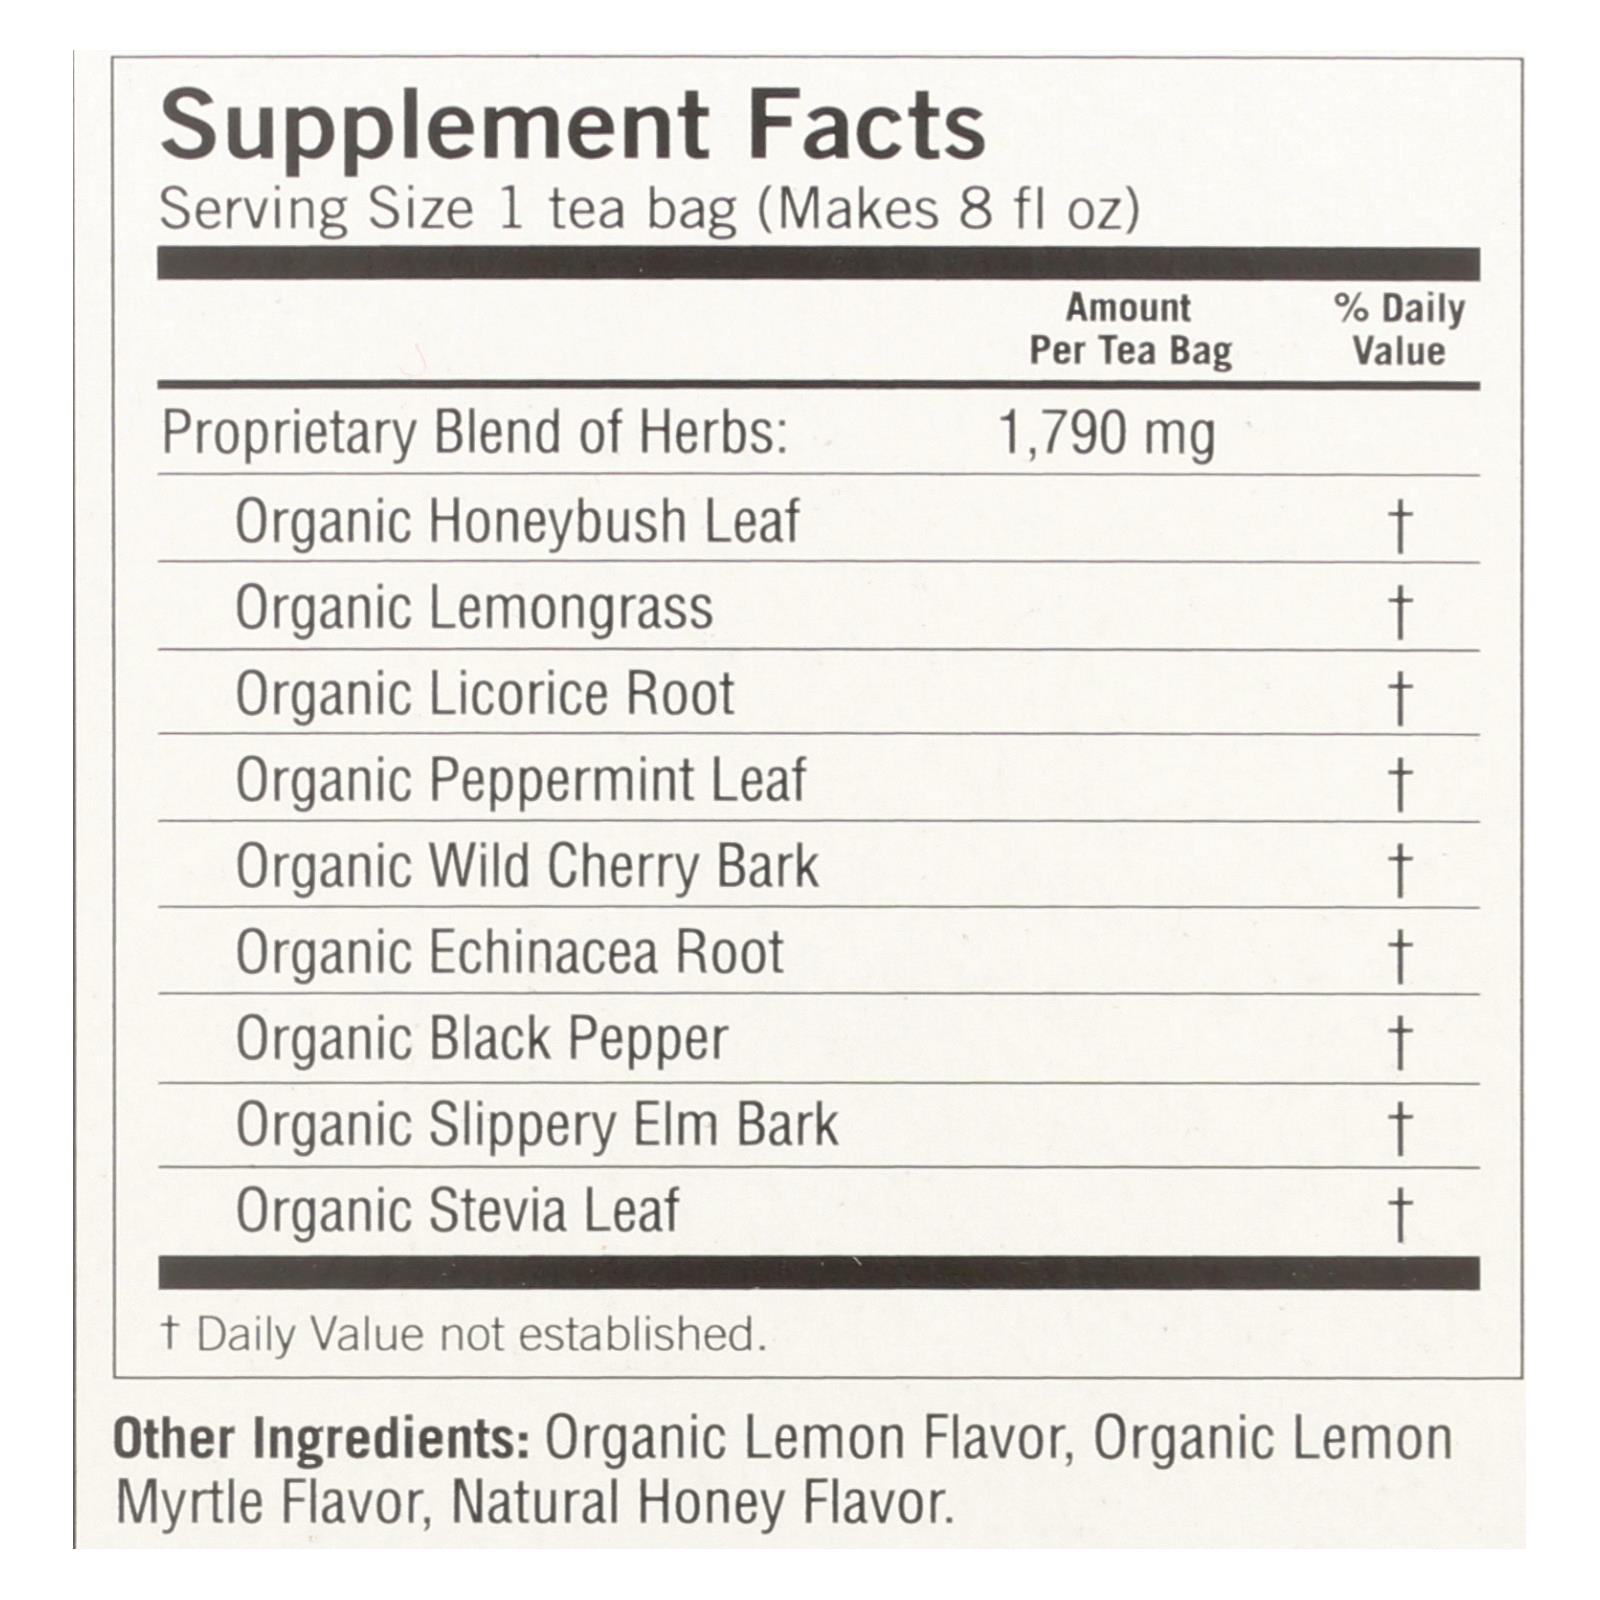 Supplement Facts
Serving Size 1 tea bag (Makes 8 fl oz)
Amount Per Tea Bag
% Daily Value
Proprietary Blend of Herbs: 1,790 mg
Organic Honeybush Leaf †
Organic Lemongrass †
Organic Licorice Root †
Organic Peppermint Leaf †
Organic Wild Cherry Bark †
Organic Echinacea Root †
Organic Black Pepper †
Organic Slippery Elm Bark †
Organic Stevia Leaf †
† Daily Value not established.
Other Ingredients: Organic Lemon Flavor, Organic Lemon
Myrtle Flavor, Natural Honey Flavor.